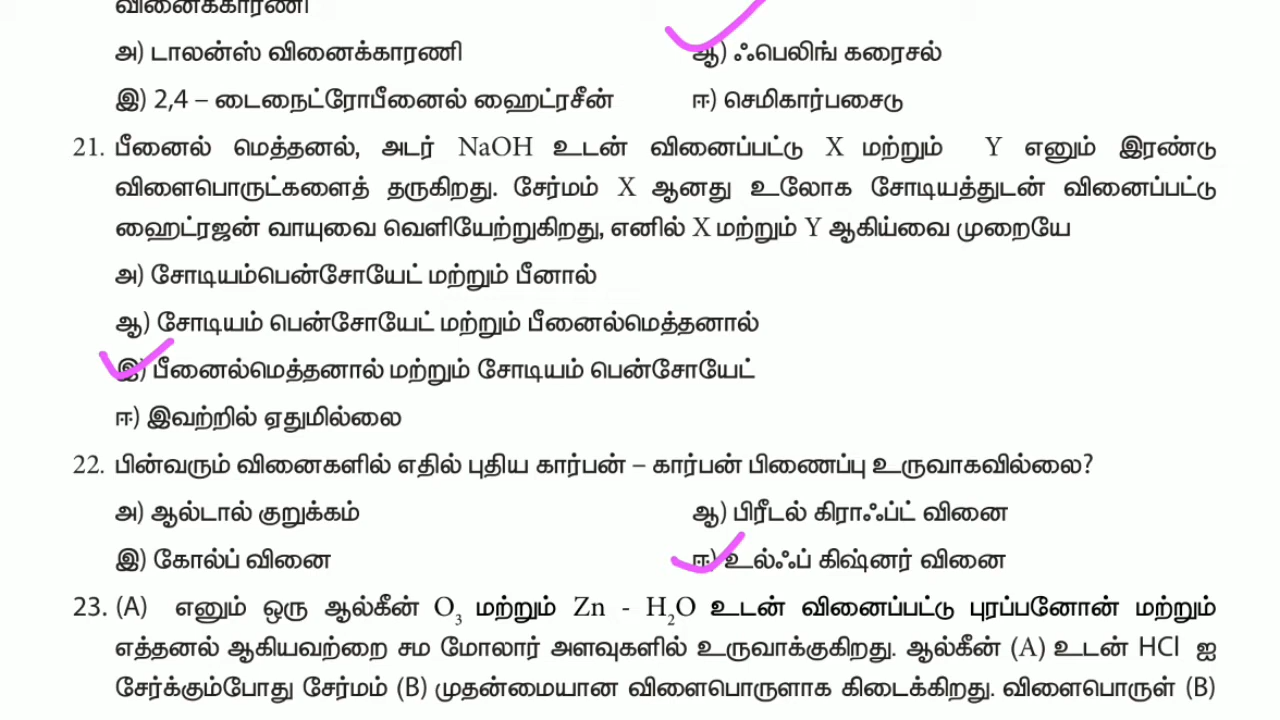 வினைக்காரணி
அ) டாலன்ஸ் வினைக்காரணி ஆ) ஃபெலிங் கரைசல்
இ) 2,4 – டைநைட்ரோபீனைல் ஹைட்ரசீன் ஈ) செமிகார்பசைடு
21. பீனைல் மெத்தனல், அடர் NaOH உடன் வினைப்பட்டு X மற்றும் Y எனும் இரண்டு
விளைபொருட்களைத் தருகிறது. சேர்மம் X ஆனது உலோக சோடியத்துடன் வினைப்பட்டு
ஹைட்ரஜன் வாயுவை வெளியேற்றுகிறது, எனில் X மற்றும் Y ஆகிய்வை முறையே
அ) சோடியம்பென்சோயேட் மற்றும் பீனால்
ஆ) சோடியம் பென்சோயேட் மற்றும் பீனைல்மெத்தனால்
இ) பீனைல்மெத்தனால் மற்றும் சோடியம் பென்சோயேட்
ஈ) இவற்றில் ஏதுமில்லை
22. பின்வரும் வினைகளில் எதில் புதிய கார்பன் – கார்பன் பிணைப்பு உருவாகவில்லை?
அ) ஆல்டால் குறுக்கம் ஆ) பிரீடல் கிராஃப்ட் வினை
இ) கோல்ப் வினை ஈ) உல்ஃப் கிஷ்னர் வினை
23. (A) எனும் ஒரு ஆல்கீன் O₃ மற்றும் Zn - H₂O உடன் வினைப்பட்டு புரப்பனோன் மற்றும்
எத்தனல் ஆகியவற்றை சம மோலார் அளவுகளில் உருவாக்குகிறது. ஆல்கீன் (A) உடன் HCl ஐ
சேர்க்கும்போது சேர்மம் (B) முதன்மையான விளைபொருளாக கிடைக்கிறது. விளைபொருள் (B)